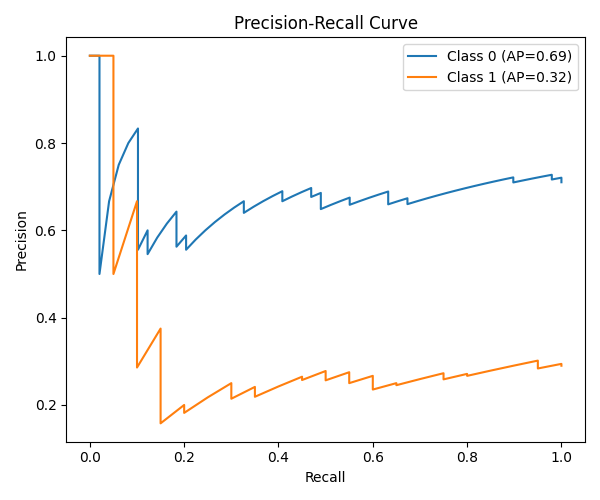 Precision-Recall Curve
Class 0 (AP=0.69)
Class 1 (AP=0.32)
1.0
0.8
0.6
0.4
0.2
Precision
0.0 0.2 0.4 0.6 0.8 1.0
Recall